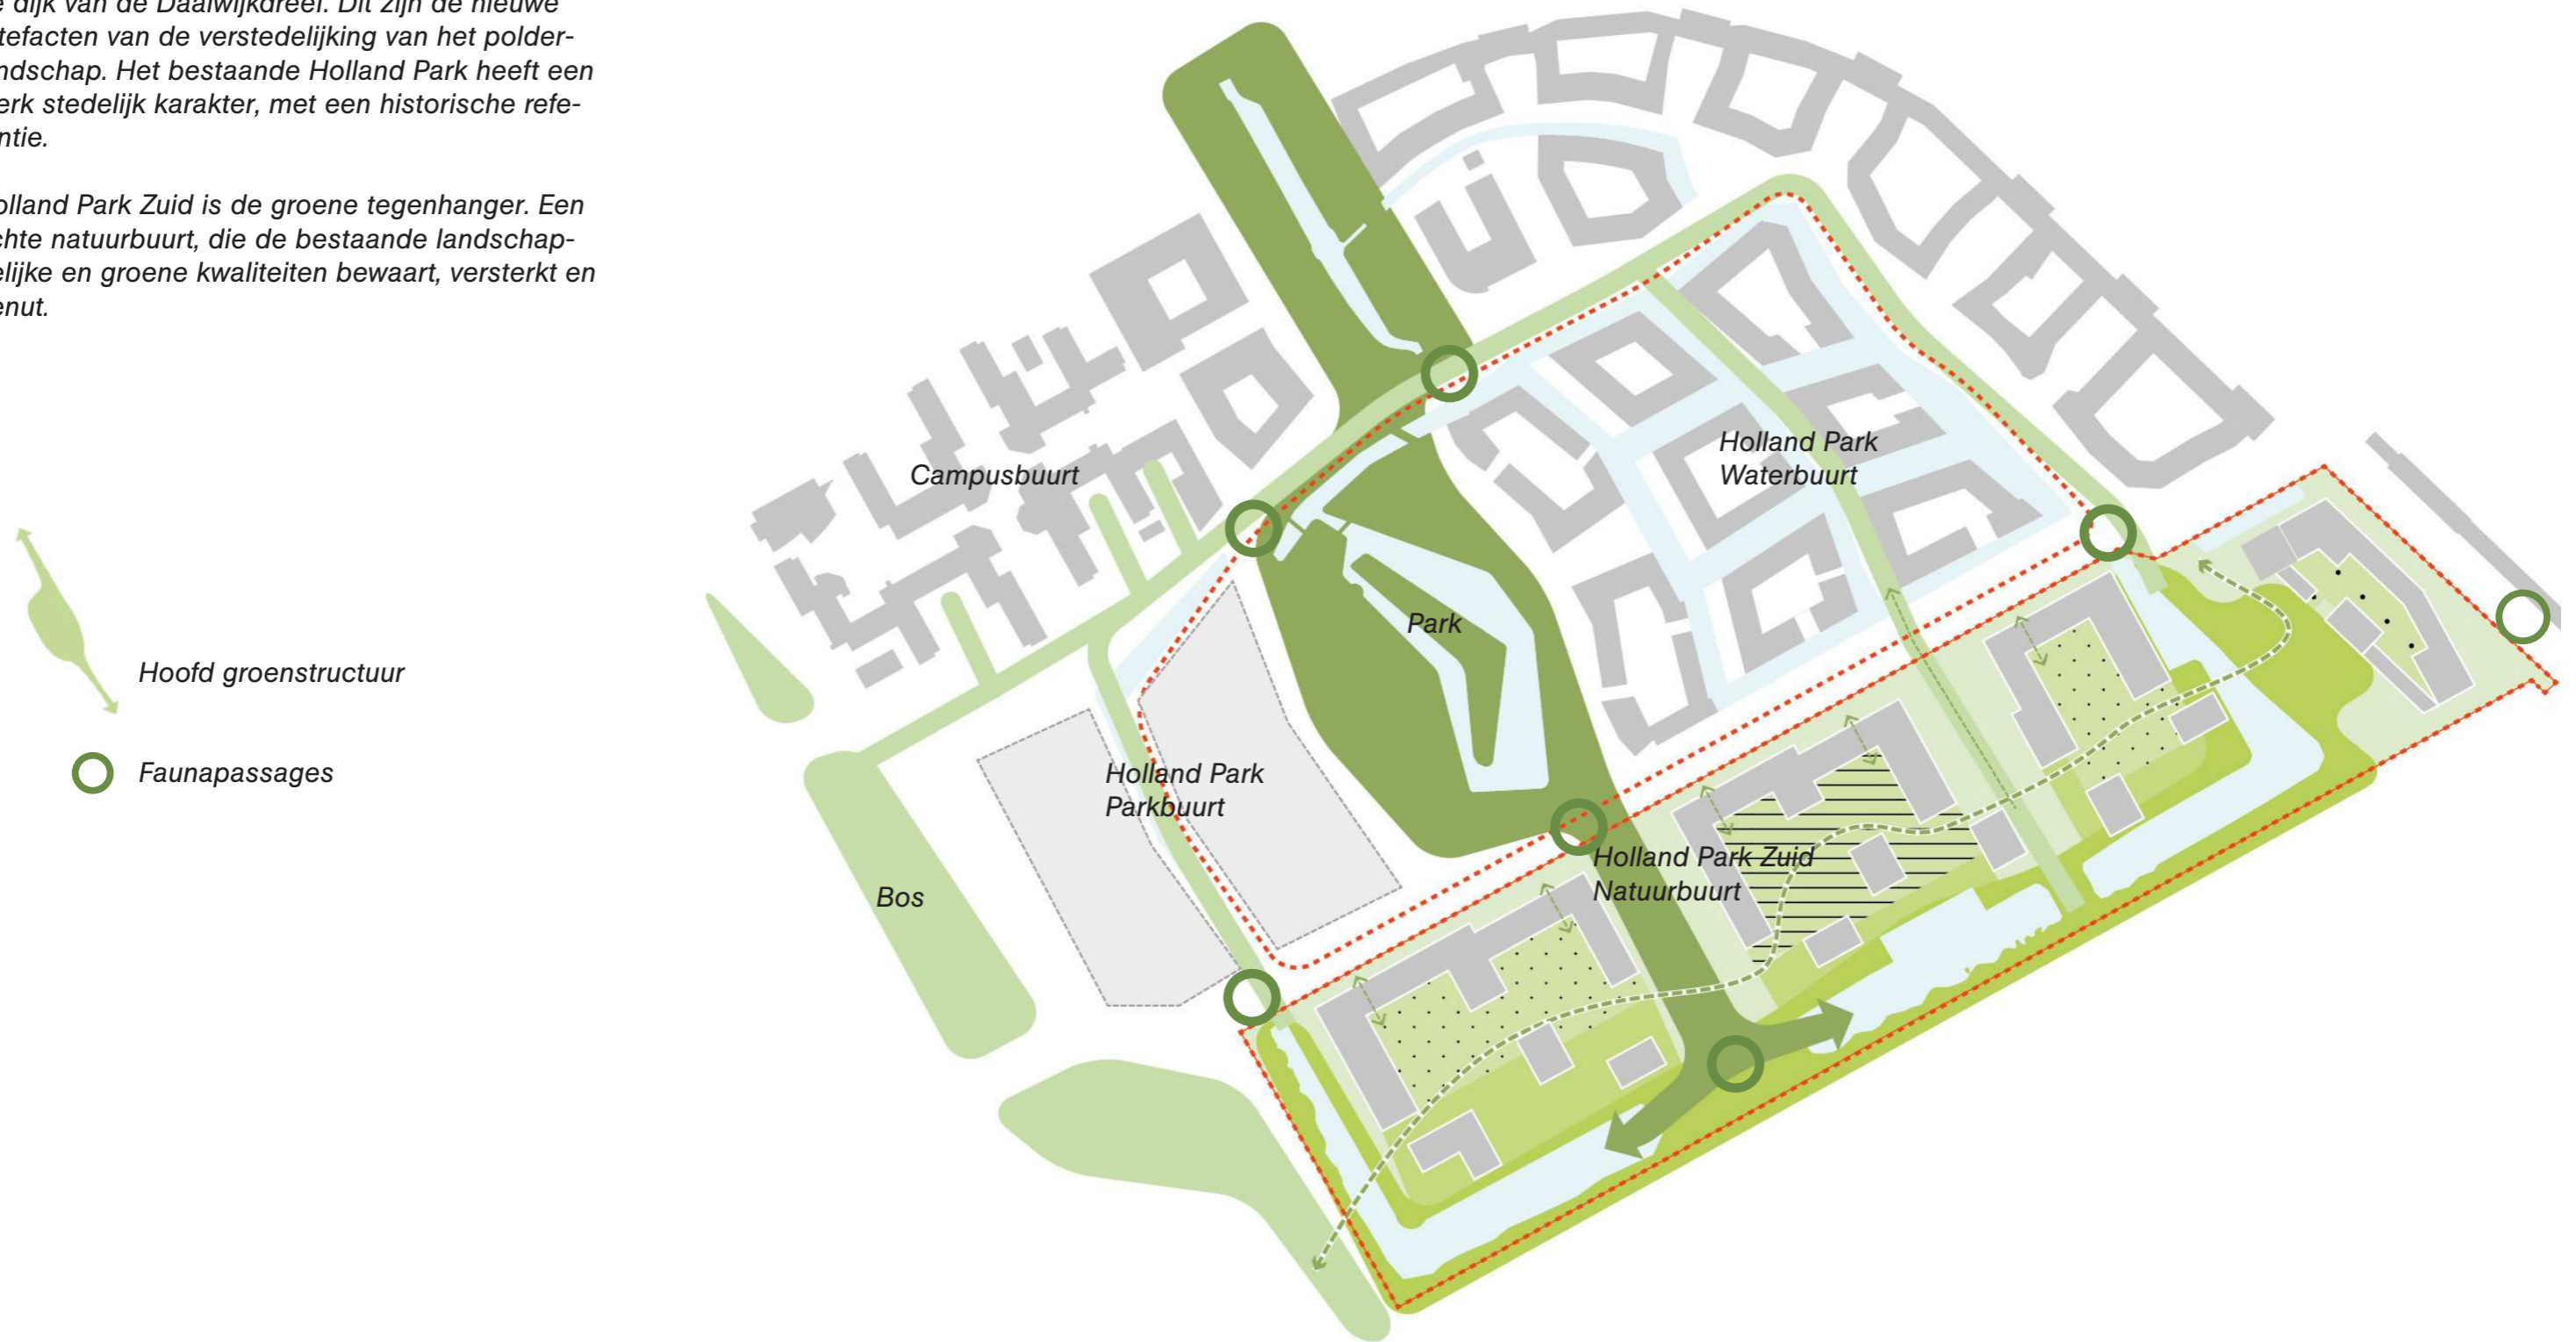 e dijk van de Daalwijkdreef. Dit zijn de nieuwe
tefacten van de verstedelijking van het polder-
ndschap. Het bestaande Holland Park heeft een
erk stedelijk karakter, met een historische refe-
ntie.
olland Park Zuid is de groene tegenhanger. Een
chte natuurbuurt, die de bestaande landschap-
elijke en groene kwaliteiten bewaart, versterkt en
enut.
Hoofd groenstructuur
Faunapassages
Campusbuurt
Holland Park
Waterbuurt
Park
Holland Park
Parkbuurt
Holland Park Zuid
Natuurbuurt
Bos